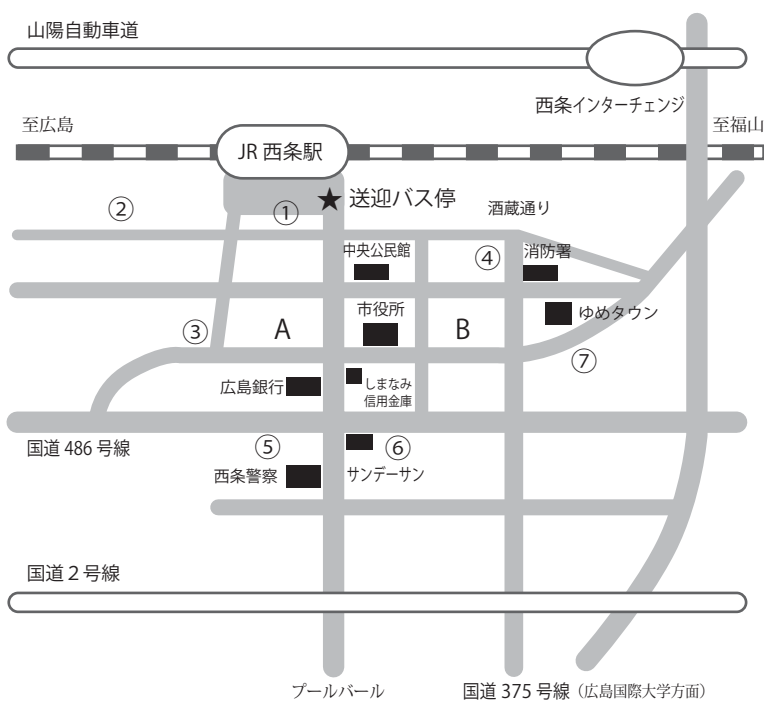 山陽自動車道
西条インターチェンジ
至広島
至福山
JR 西条駅
① ★ 送迎バス停
②
酒蔵通り
中央公民館
④
消防署
市役所
ゆめタウン
③
A
B
⑦
広島銀行
しまなみ
信用金庫
国道 486 号線
⑤
⑥
西条警察
サンデーサン
国道 2 号線
プールバール
国道 375 号線（広島国際大学方面）